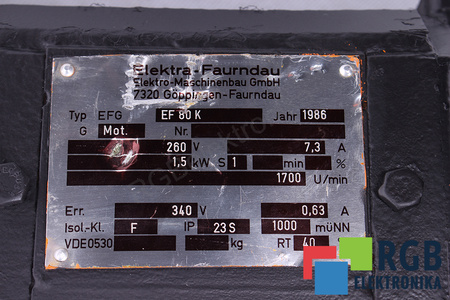 Elektra-Faurndau
Elektro-Maschinenbau GmbH
7320 Göppingen-Faurndau
Typ EFG EF 80 K Jahr 1986
G Mot. Nr.
260 V 7,3 A
1,5 kW S 1 min %
1700 U/min
Err. 340 V 0,63 A
Isol.-Kl. F IP 23 S 1000 müNN
VDE0530 kg RT 40
RGB
ELEKTRONIKA